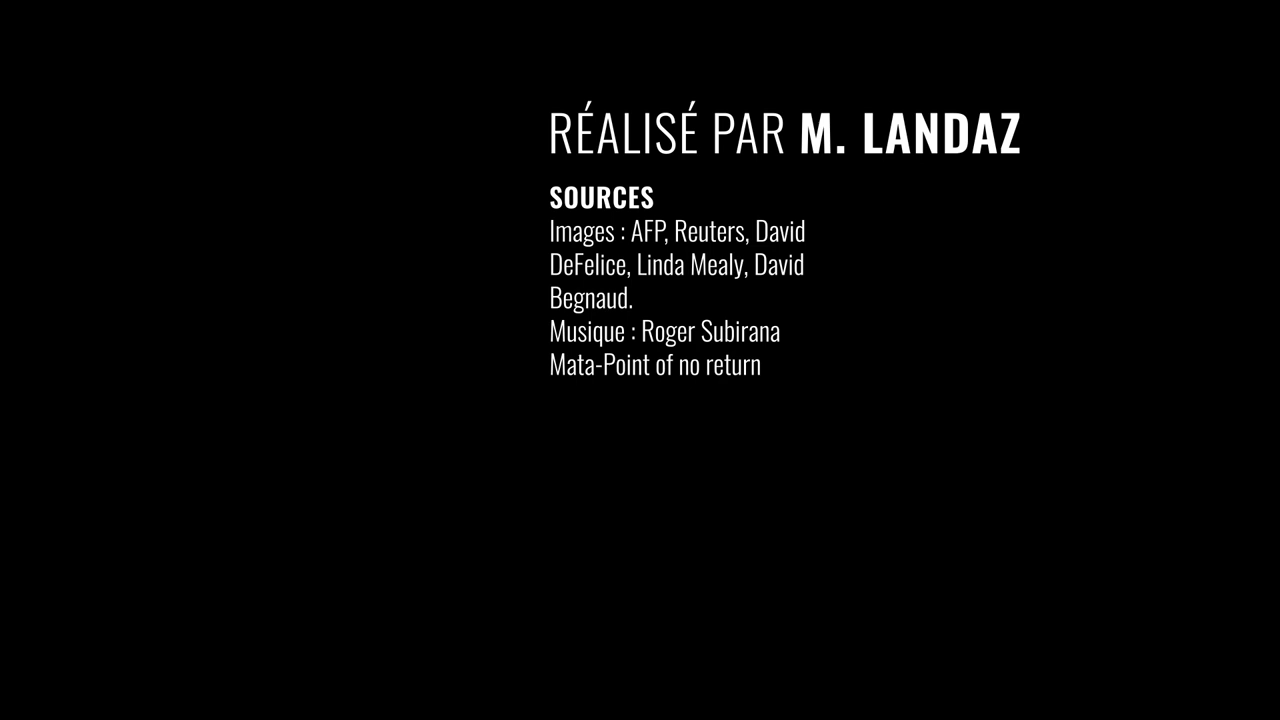 RÉALISÉ PAR M. LANDAZ
SOURCES
Images : AFP, Reuters, David
DeFelice, Linda Mealy, David
Begnaud.
Musique : Roger Subirana
Mata-Point of no return